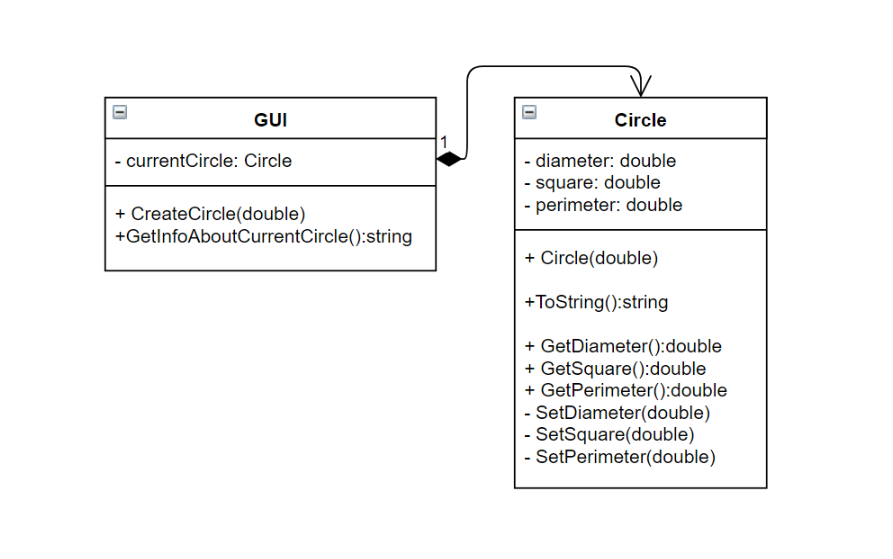 GUI
- currentCircle: Circle
+ CreateCircle(double)
+GetInfoAboutCurrentCircle():string
1
Circle
- diameter: double
- square: double
- perimeter: double
+ Circle(double)
+ToString():string
+ GetDiameter():double
+ GetSquare():double
+ GetPerimeter():double
- SetDiameter(double)
- SetSquare(double)
- SetPerimeter(double)